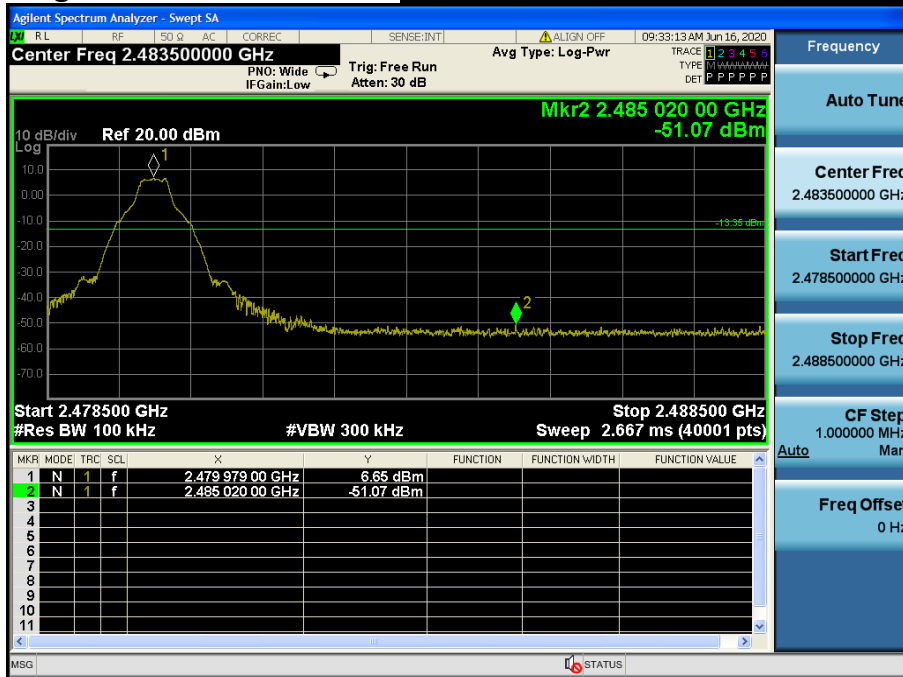 Agilent Spectrum Analyzer - Swept SA
LXI RL RF 50 Ω AC CORREC SENSE:INT ALIGN OFF 09:33:13 AM Jun 16, 2020
Center Freq 2.483500000 GHz Avg Type: Log-Pwr TRACE 1 2 3 4 5 6
PNO: Wide Trig: Free Run TYPE M WWWWW
IFGain:Low Atten: 30 dB DET P P P P P P
Mkr2 2.485 020 00 GHz
10 dB/div Ref 20.00 dBm -51.07 dBm
Log
1
10.0
0.00
-10.0
-13.35 dBm
-20.0
-30.0
-40.0
2
-50.0
-60.0
-70.0
Start 2.478500 GHz Stop 2.488500 GHz
#Res BW 100 kHz #VBW 300 kHz Sweep 2.667 ms (40001 pts)
MKR MODE TRC SCL X Y FUNCTION FUNCTION WIDTH FUNCTION VALUE
1 N 1 f 2.479 979 00 GHz 6.65 dBm
2 N 1 f 2.485 020 00 GHz -51.07 dBm
3
4
5
6
7
8
9
10
11
MSG STATUS
Frequency
Auto Tune
Center Freq
2.483500000 GHz
Start Freq
2.478500000 GHz
Stop Freq
2.488500000 GHz
CF Step
1.000000 MHz
Auto Man
Freq Offset
0 Hz